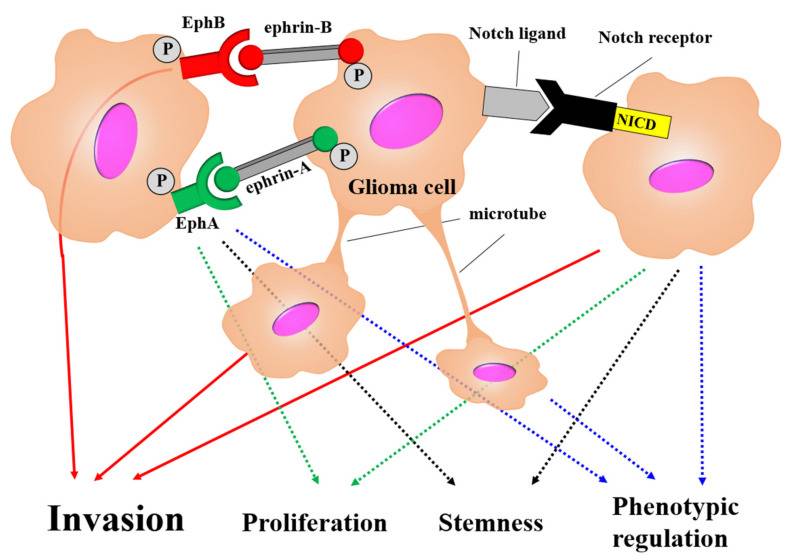 EphB
ephrin-B
P
P
Notch ligand
Notch receptor
NICD
P
P
ephrin-A
EphA
Glioma cell
microtube
Invasion
Proliferation
Stemness
Phenotypic
regulation